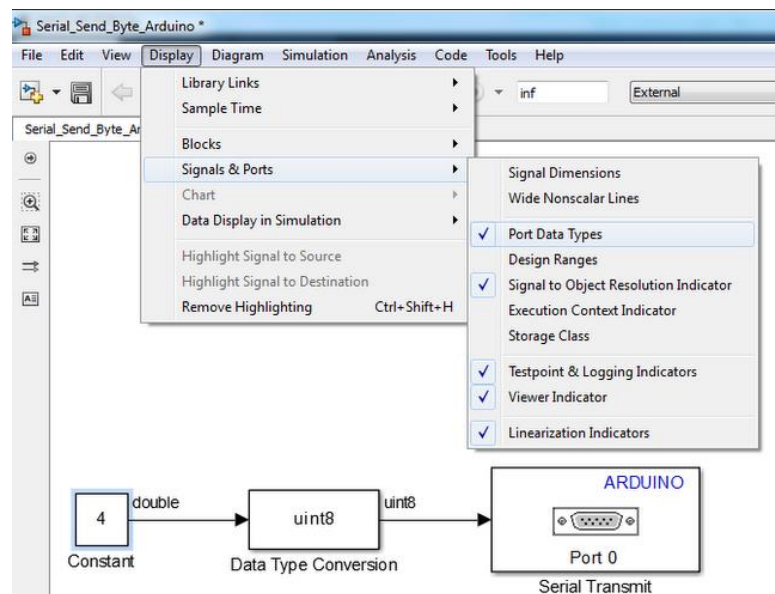 Serial_Send_Byte_Arduino *
File Edit View Display Diagram Simulation Analysis Code Tools Help
inf External
Library Links
Sample Time
Blocks
Signals & Ports
Chart
Data Display in Simulation
Highlight Signal to Source
Highlight Signal to Destination
Remove Highlighting Ctrl+Shift+H
Signal Dimensions
Wide Nonscalar Lines
Port Data Types
Design Ranges
Signal to Object Resolution Indicator
Execution Context Indicator
Storage Class
Testpoint & Logging Indicators
Viewer Indicator
Linearization Indicators
ARDUINO
4 double uint8 uint8
Port 0
Constant Data Type Conversion
Serial Transmit